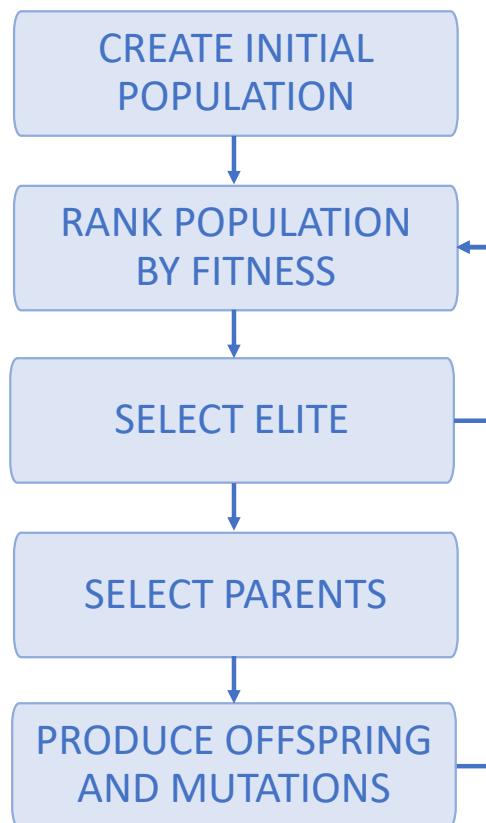 CREATE INITIAL
POPULATION
RANK POPULATION
BY FITNESS
SELECT ELITE
SELECT PARENTS
PRODUCE OFFSPRING
AND MUTATIONS